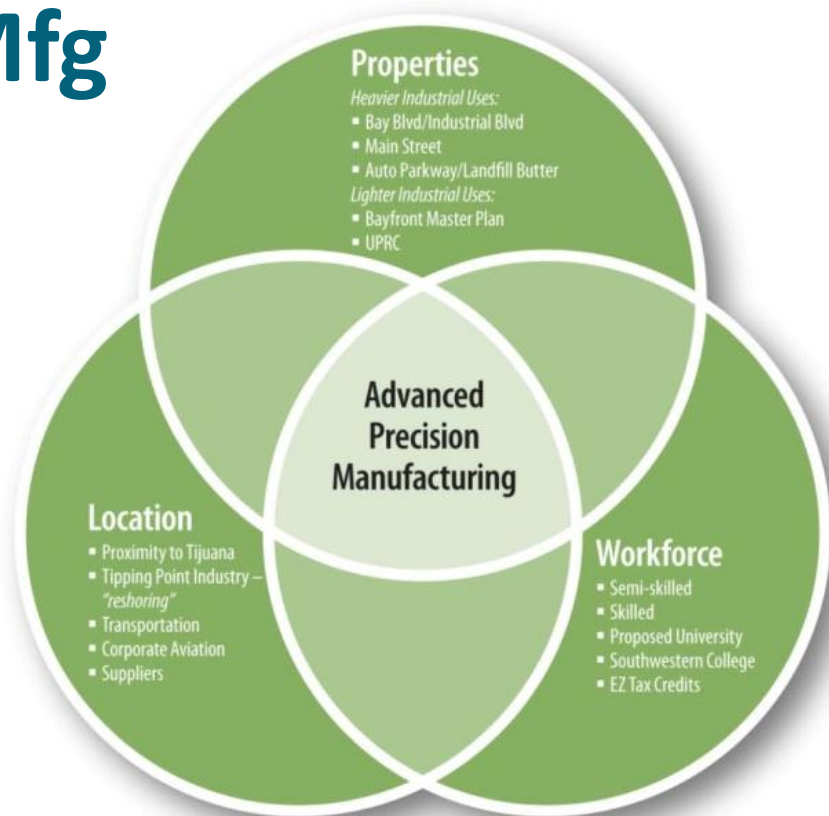 Mfg
Properties
Heavier Industrial Uses:
▪ Bay Blvd/Industrial Blvd
▪ Main Street
▪ Auto Parkway/Landfill Butter
Lighter Industrial Uses:
▪ Bayfront Master Plan
▪ UPRC
Advanced
Precision
Manufacturing
Location
▪ Proximity to Tijuana
▪ Tipping Point Industry –
"reshoring"
▪ Transportation
▪ Corporate Aviation
▪ Suppliers
Workforce
▪ Semi-skilled
▪ Skilled
▪ Proposed University
▪ Southwestern College
▪ EZ Tax Credits